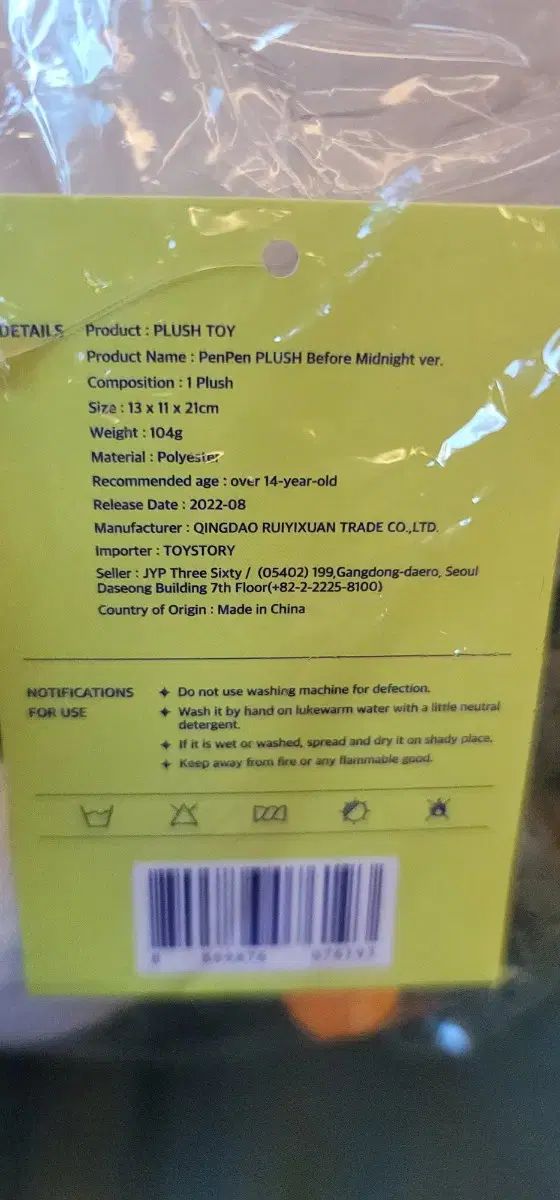 DETAILS Product : PLUSH TOY
Product Name : PenPen PLUSH Before Midnight ver.
Composition : 1 Plush
Size : 13 x 11 x 21cm
Weight : 104g
Material : Polyester
Recommended age : over 14-year-old
Release Date : 2022-08
Manufacturer : QINGDAO RUIYIXUAN TRADE CO.,LTD.
Importer : TOYSTORY
Seller : JYP Three Sixty / (05402) 199,Gangdong-daero, Seoul
Daseong Building 7th Floor(+82-2-2225-8100)
Country of Origin : Made in China
NOTIFICATIONS FOR USE
Do not use washing machine for defection.
Wash it by hand on lukewarm water with a little neutral
detergent.
If it is wet or washed, spread and dry it on shady place.
Keep away from fire or any flammable good.